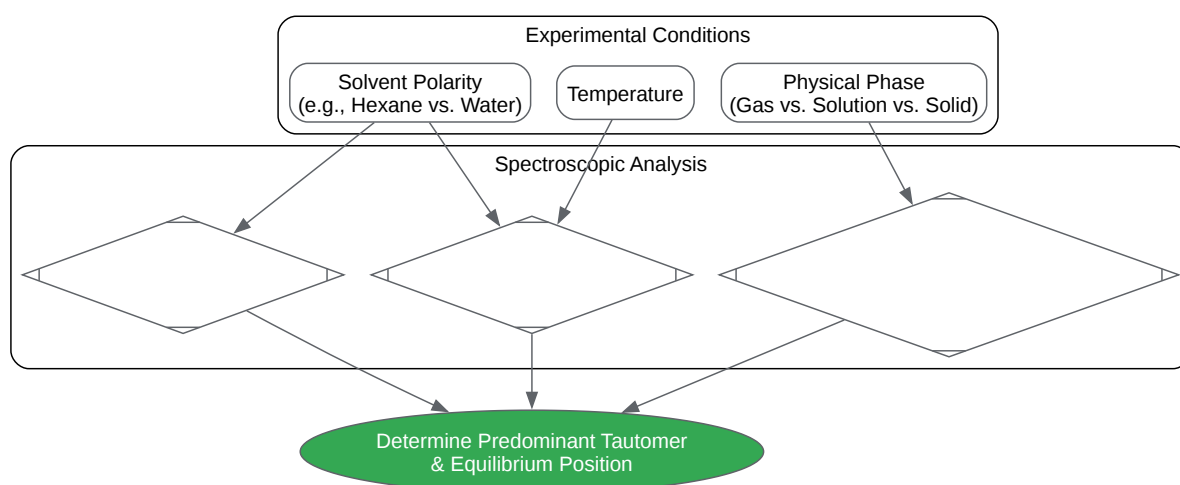 Experimental Conditions
Solvent Polarity
(e.g., Hexane vs. Water)
Temperature
Physical Phase
(Gas vs. Solution vs. Solid)
Spectroscopic Analysis
Determine Predominant Tautomer
& Equilibrium Position